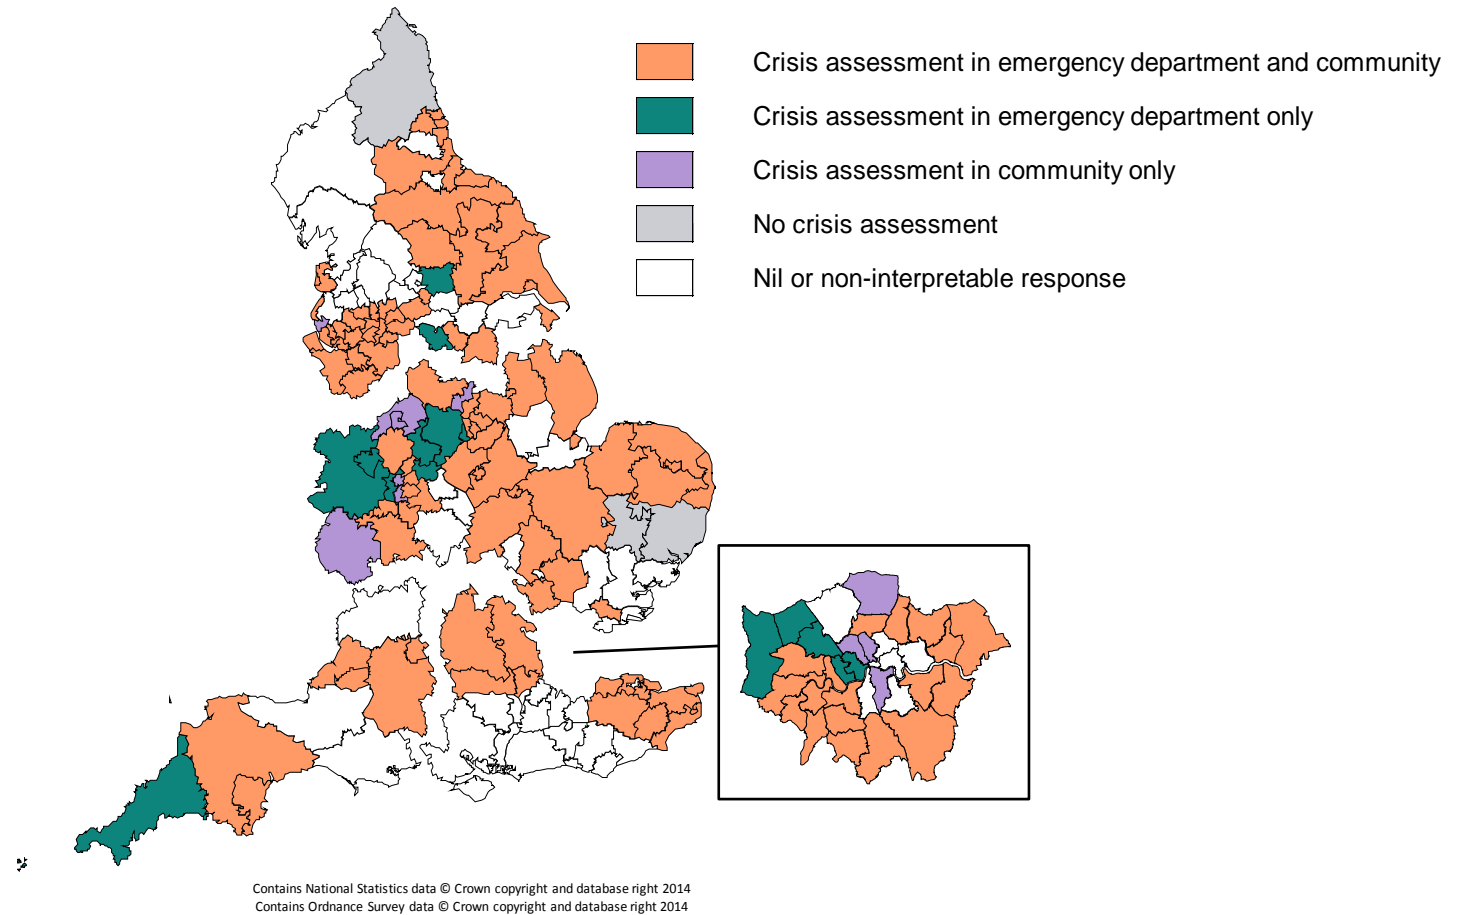 Crisis assessment in emergency department and community
Crisis assessment in emergency department only
Crisis assessment in community only
No crisis assessment
Nil or non-interpretable response
Contains National Statistics data © Crown copyright and database right 2014
Contains Ordnance Survey data © Crown copyright and database right 2014